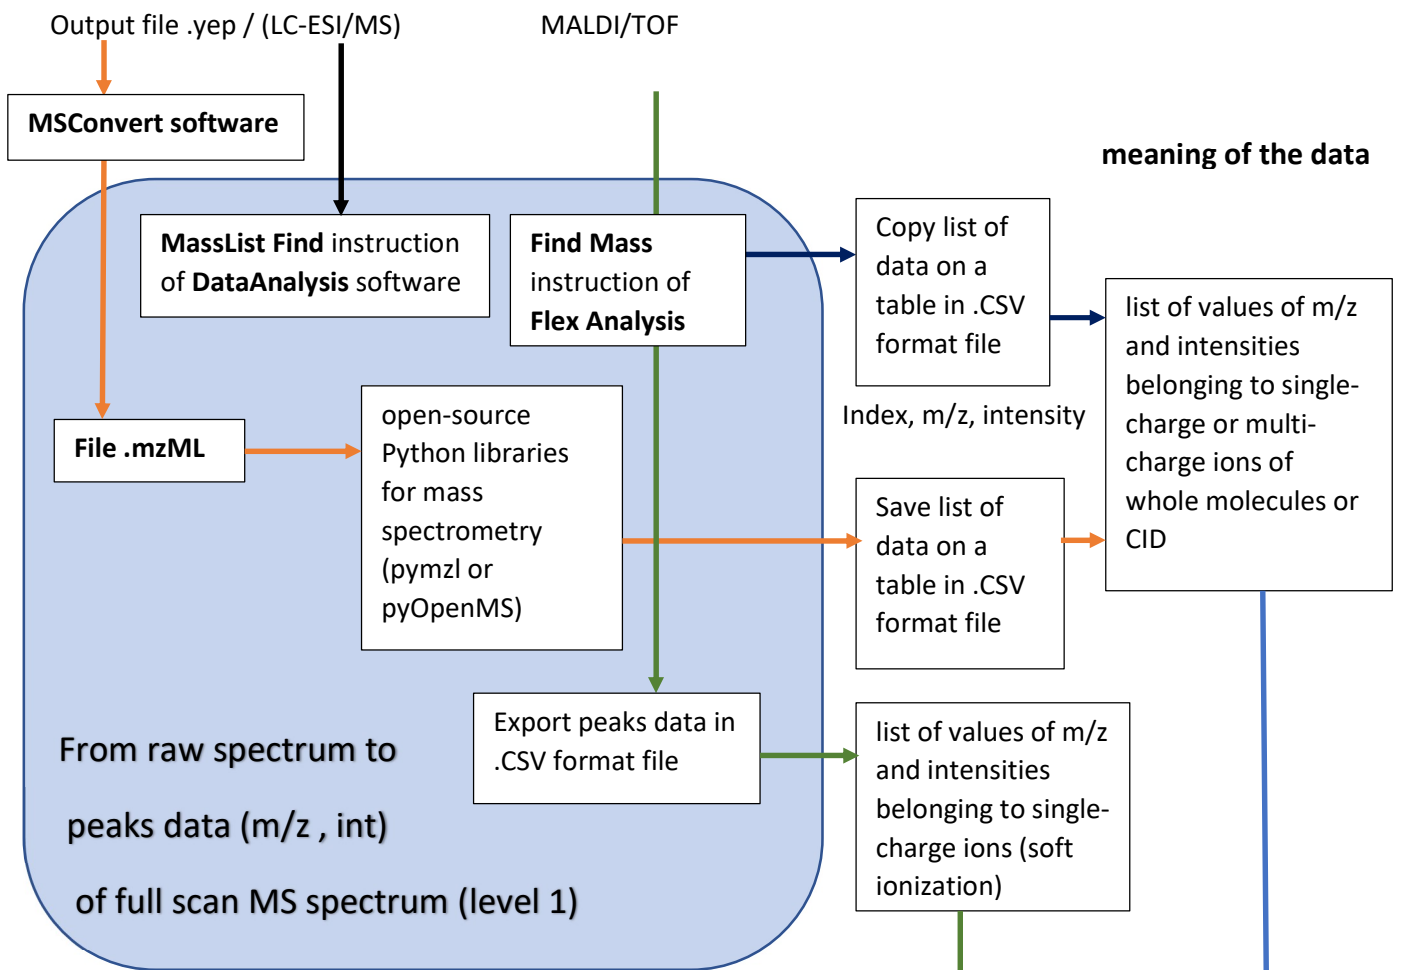 Output file .yep / (LC-ESI/MS)
MALDI/TOF
MSConvert software
meaning of the data
MassList Find instruction
of DataAnalysis software
Find Mass
instruction of
Flex Analysis
Copy list of
data on a
table in .CSV
format file
list of values of m/z
and intensities
belonging to single-
charge or multi-
charge ions of
whole molecules or
CID
Index, m/z, intensity
File .mzML
open-source
Python libraries
for mass
spectrometry
(pymzl or
pyOpenMS)
Save list of
data on a
table in .CSV
format file
Export peaks data in
.CSV format file
list of values of m/z
and intensities
belonging to single-
charge ions (soft
ionization)
From raw spectrum to
peaks data (m/z , int)
of full scan MS spectrum (level 1)